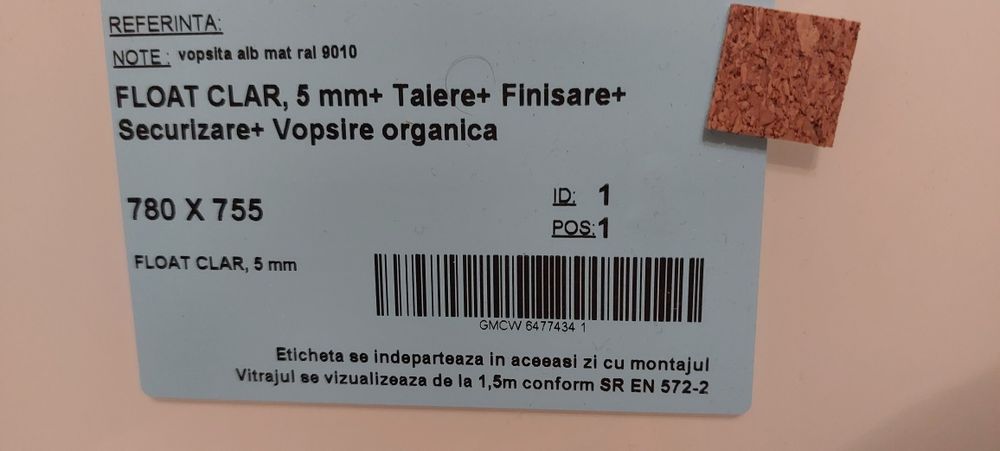 REFERINTA:
NOTE : vopsita alb mat ral 9010
FLOAT CLAR, 5 mm+ Taiere+ Finisare+
Securizare+ Vopsire organica
780 X 755
ID: 1
POS: 1
FLOAT CLAR, 5 mm
GMCW 6477434 1
Eticheta se indeparteaza in aceeasi zi cu montajul
Vitrajul se vizualizeaza de la 1,5m conform SR EN 572-2